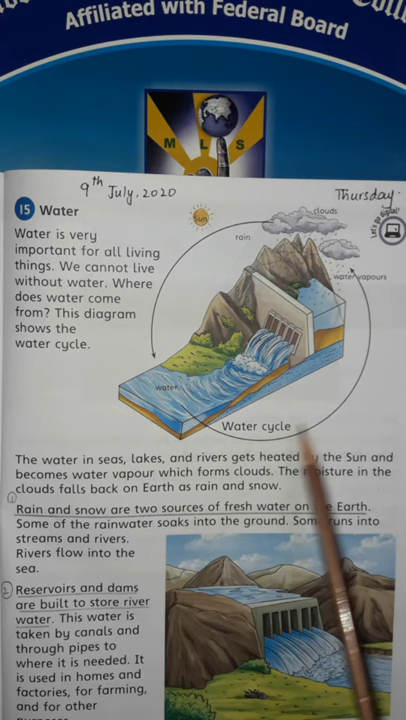 Affiliated with Federal Board
M L S
9th July, 2020
Thursday.
15 Water
Sun
clouds
rain
Let's go digital!
water vapours
Water is very
important for all living
things. We cannot live
without water. Where
does water come
from? This diagram
shows the
water cycle.
water
Water cycle
The water in seas, lakes, and rivers gets heated by the Sun and
becomes water vapour which forms clouds. The moisture in the
clouds falls back on Earth as rain and snow.
1
Rain and snow are two sources of fresh water on the Earth.
Some of the rainwater soaks into the ground. Some runs into
streams and rivers.
Rivers flow into the
sea.
2
Reservoirs and dams
are built to store river
water. This water is
taken by canals and
through pipes to
where it is needed. It
is used in homes and
factories, for farming,
and for other